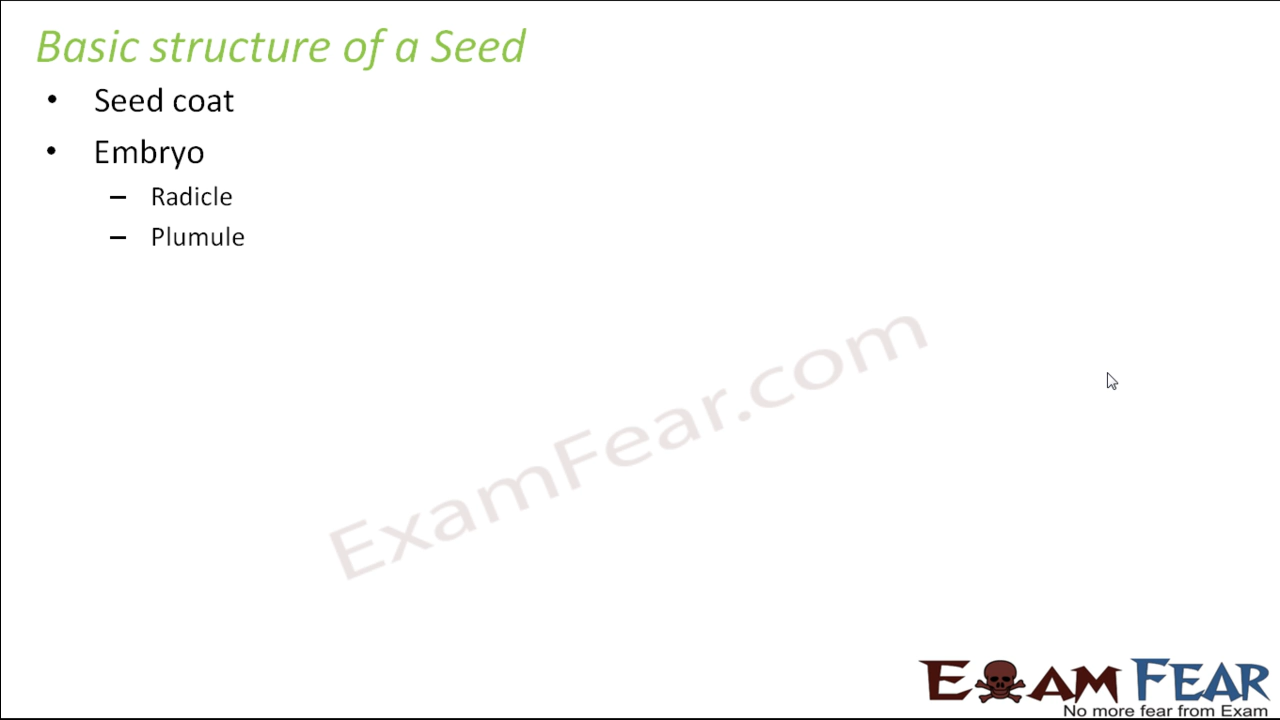 Basic structure of a Seed
• Seed coat
• Embryo
– Radicle
– Plumule
ExamFear.com
EXAM FEAR
No more fear from Exam